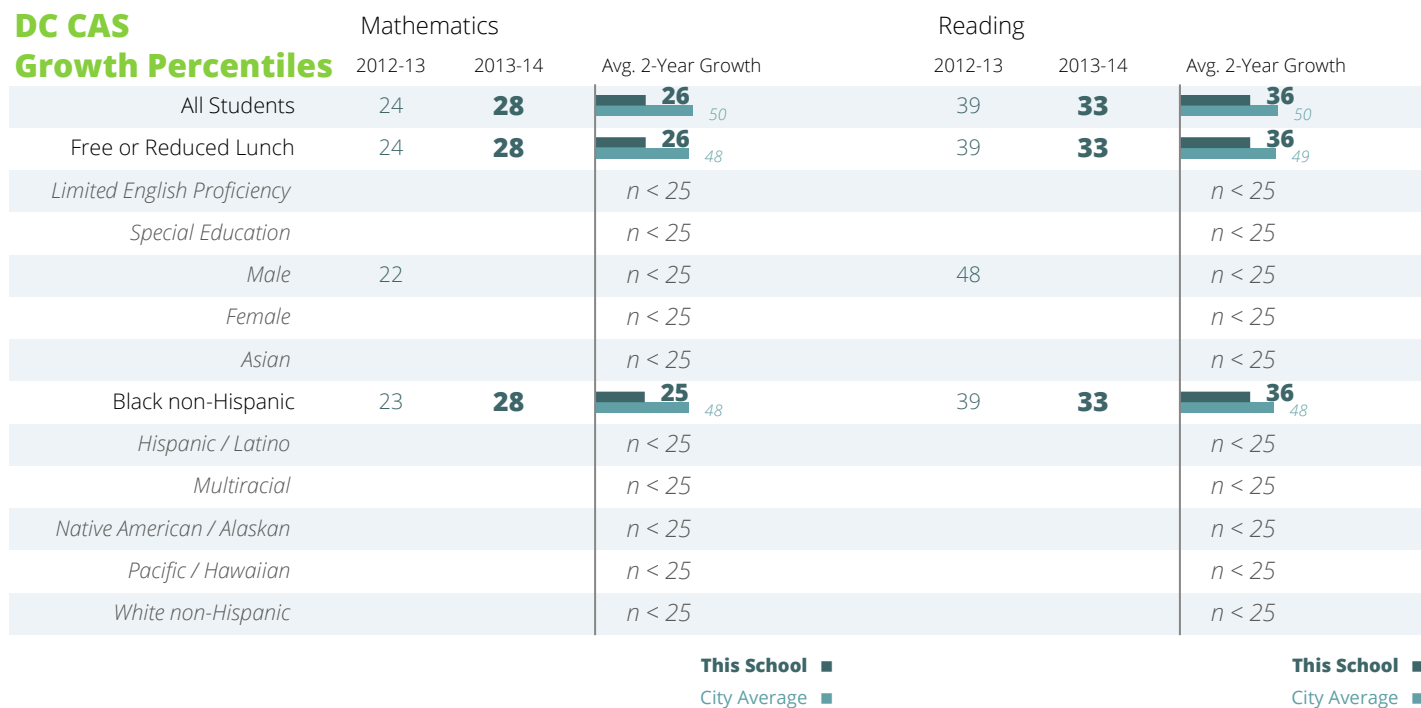 DC CAS Mathematics Reading
Growth Percentiles 2012-13 2013-14 Avg. 2-Year Growth 2012-13 2013-14 Avg. 2-Year Growth
All Students 24 28 26 50 39 33 36 50
Free or Reduced Lunch 24 28 26 48 39 33 36 49
Limited English Proficiency n < 25 n < 25
Special Education n < 25 n < 25
Male 22 n < 25 48 n < 25
Female n < 25 n < 25
Asian n < 25 n < 25
Black non-Hispanic 23 28 25 48 39 33 36 48
Hispanic / Latino n < 25 n < 25
Multiracial n < 25 n < 25
Native American / Alaskan n < 25 n < 25
Pacific / Hawaiian n < 25 n < 25
White non-Hispanic n < 25 n < 25
This School This School
City Average City Average